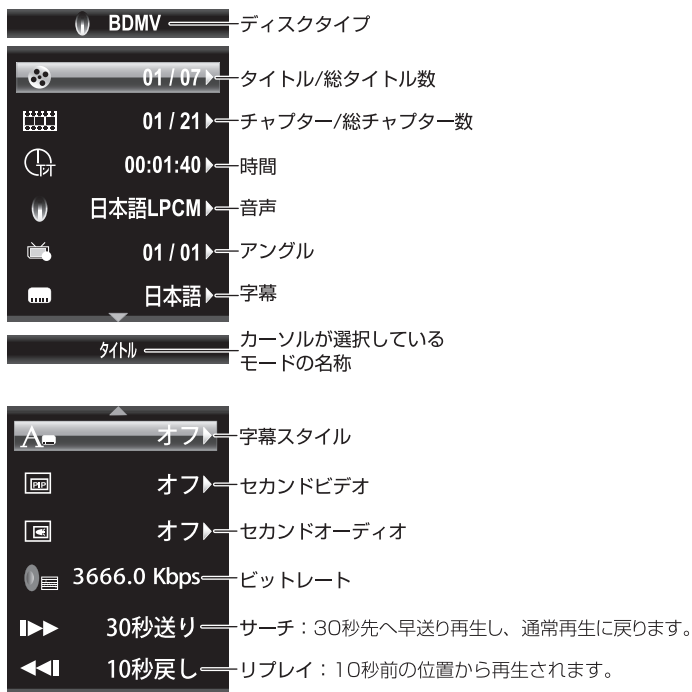 BDMV ディスクタイプ
01 / 07 タイトル/総タイトル数
01 / 21 チャプター/総チャプター数
00:01:40 時間
日本語LPCM 音声
01 / 01 アングル
日本語 字幕
タイトル カーソルが選択している
モードの名称
A オフ 字幕スタイル
PIP オフ セカンドビデオ
オフ セカンドオーディオ
3666.0 Kbps ビットレート
30秒送り サーチ：30秒先へ早送り再生し、通常再生に戻ります。
10秒戻し リプレイ：10秒前の位置から再生されます。